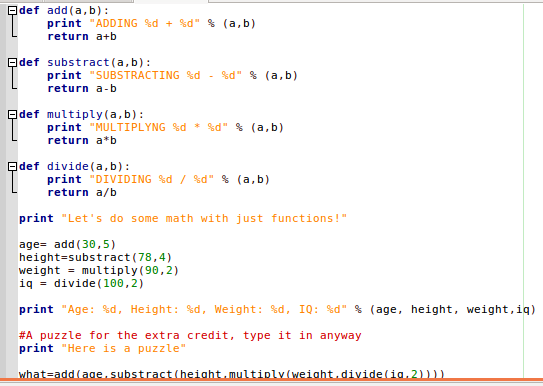 def add(a,b):
print "ADDING %d + %d" % (a,b)
return a+b
def substract(a,b):
print "SUBSTRACTING %d - %d" % (a,b)
return a-b
def multiply(a,b):
print "MULTIPLYNG %d * %d" % (a,b)
return a*b
def divide(a,b):
print "DIVIDING %d / %d" % (a,b)
return a/b
print "Let's do some math with just functions!"
age= add(30,5)
height=substract(78,4)
weight = multiply(90,2)
iq = divide(100,2)
print "Age: %d, Height: %d, Weight: %d, IQ: %d" % (age, height, weight,iq)
#A puzzle for the extra credit, type it in anyway
print "Here is a puzzle"
what=add(age,substract(height,multiply(weight,divide(iq,2))))